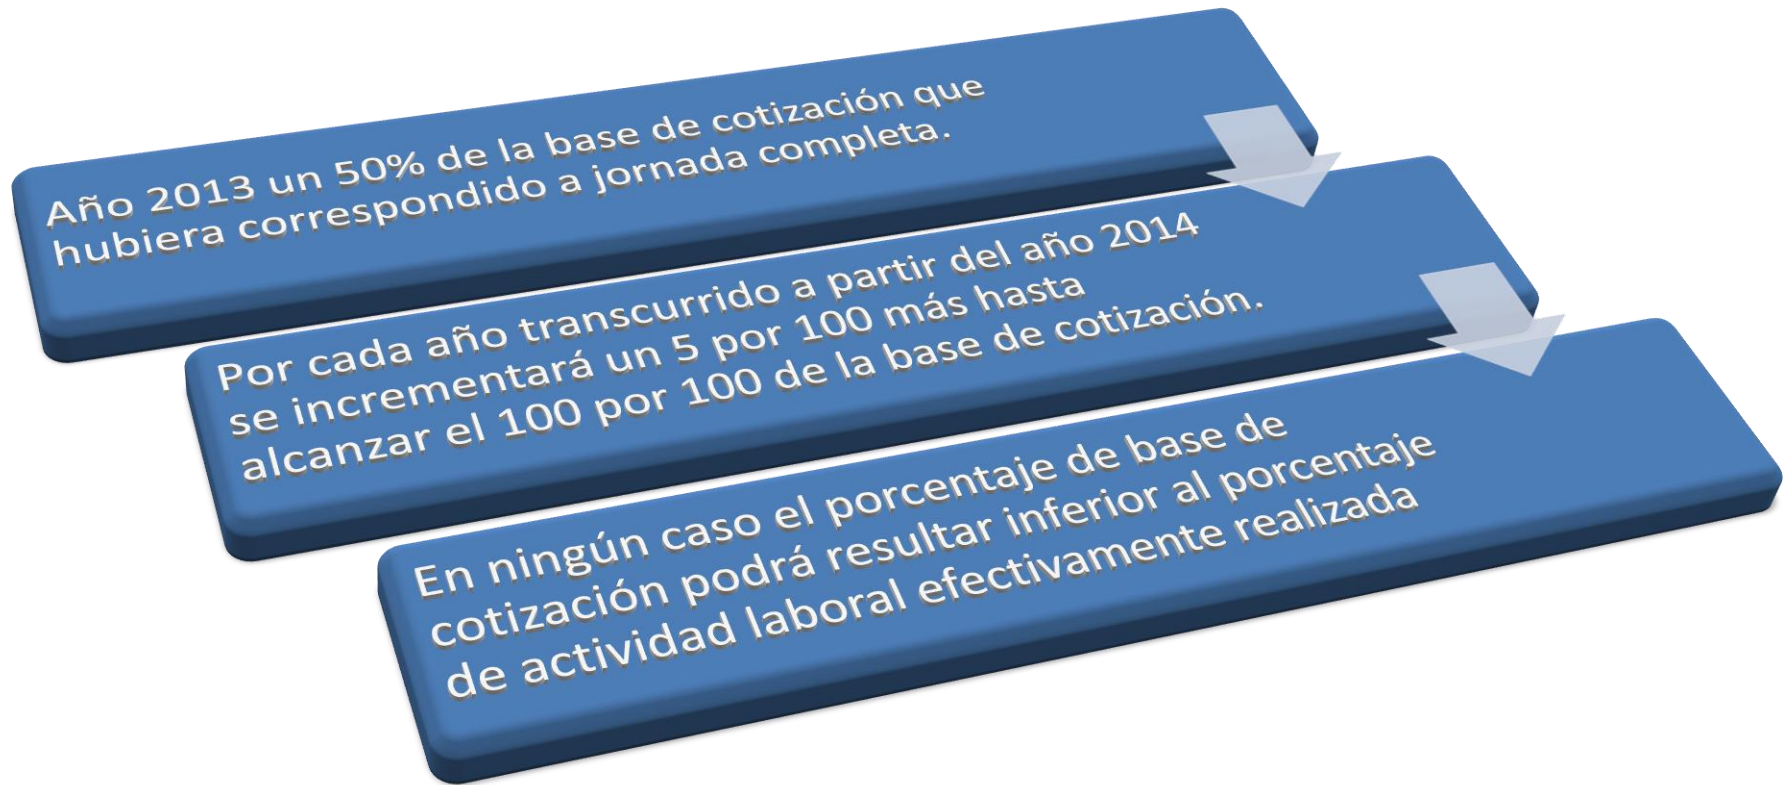 Año 2013 un 50% de la base de cotización que
hubiera correspondido a jornada completa.
Por cada año transcurrido a partir del año 2014
se incrementará un 5 por 100 más hasta
alcanzar el 100 por 100 de la base de cotización.
En ningún caso el porcentaje de base de
cotización podrá resultar inferior al porcentaje
de actividad laboral efectivamente realizada